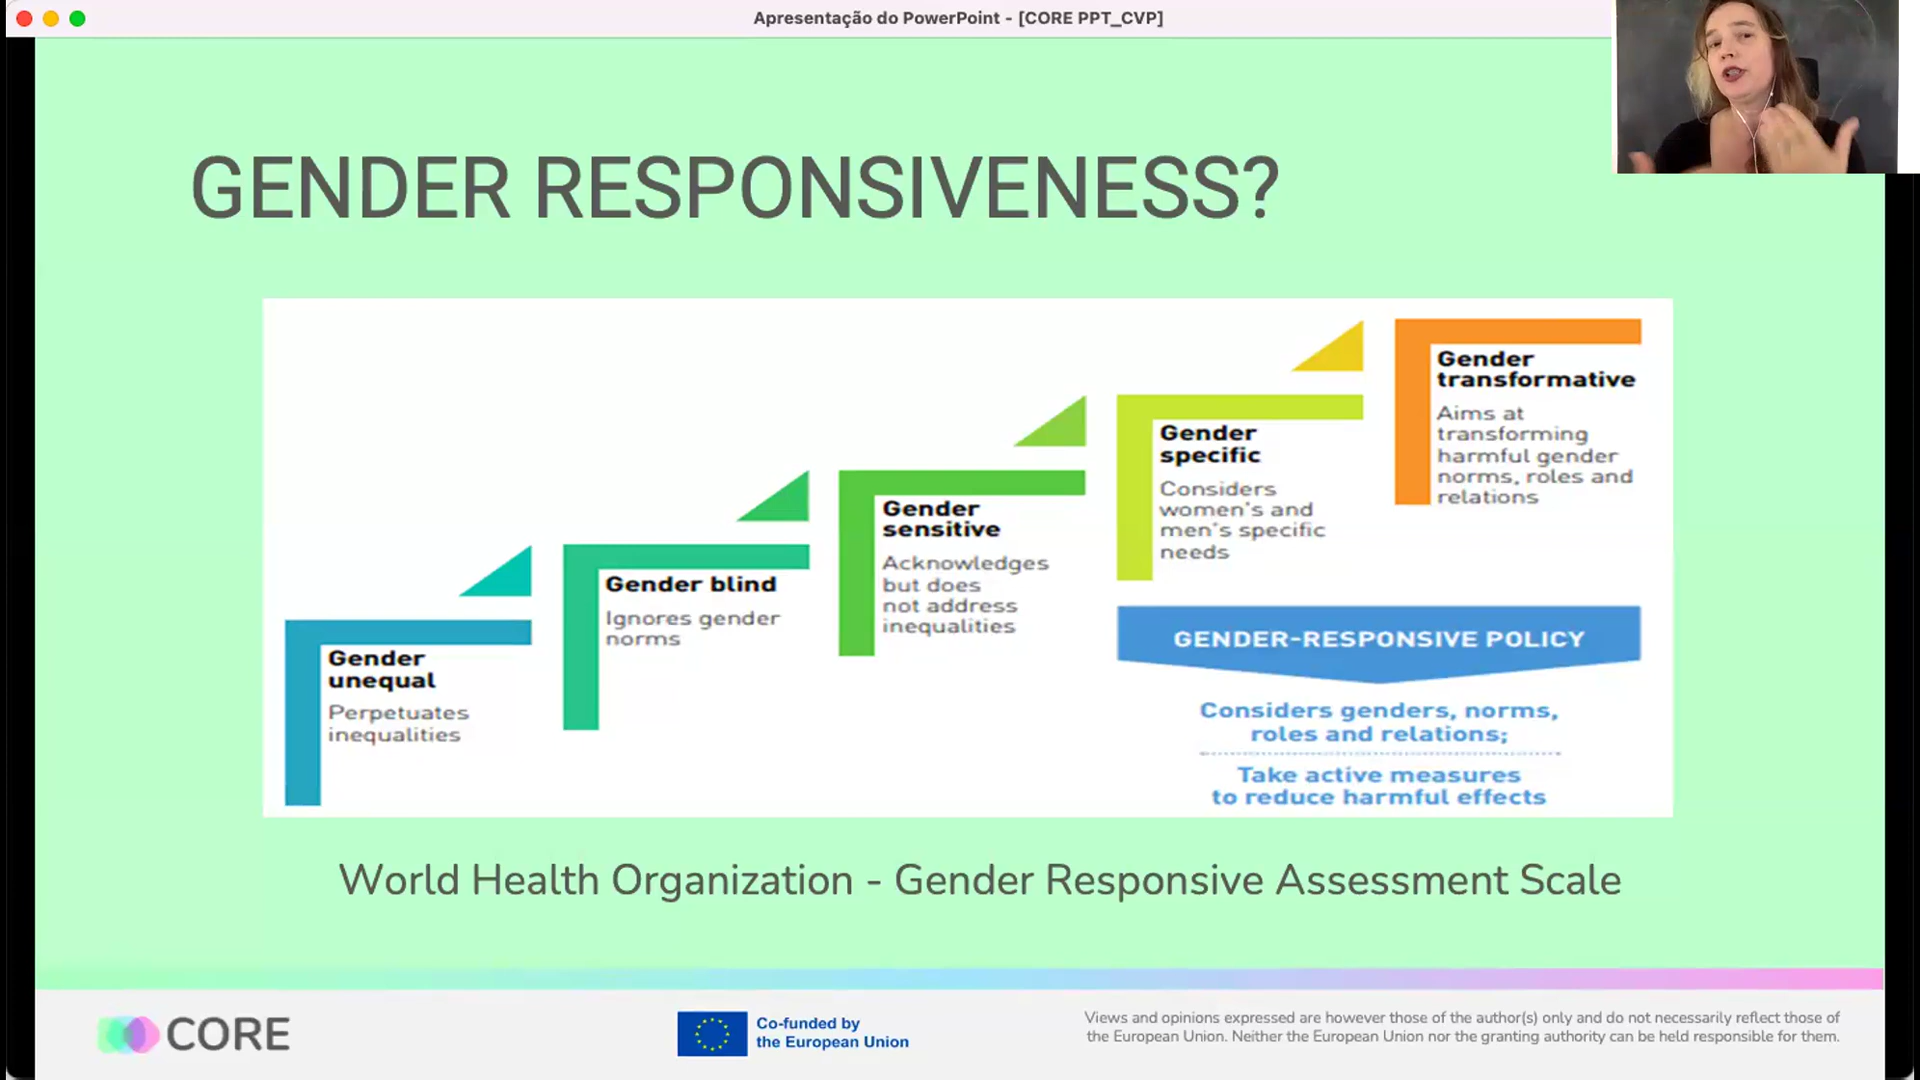 Apresentação do PowerPoint - [CORE PPT_CVP]
GENDER RESPONSIVENESS?
Gender
unequal
Perpetuates
inequalities
Gender blind
Ignores gender
norms
Gender
sensitive
Acknowledges
but does
not address
inequalities
Gender
specific
Considers
women's and
men's specific
needs
Gender
transformative
Aims at
transforming
harmful gender
norms, roles and
relations
GENDER-RESPONSIVE POLICY
Considers genders, norms,
roles and relations;
Take active measures
to reduce harmful effects
World Health Organization - Gender Responsive Assessment Scale
CORE
Co-funded by
the European Union
Views and opinions expressed are however those of the author(s) only and do not necessarily reflect those of
the European Union. Neither the European Union nor the granting authority can be held responsible for them.